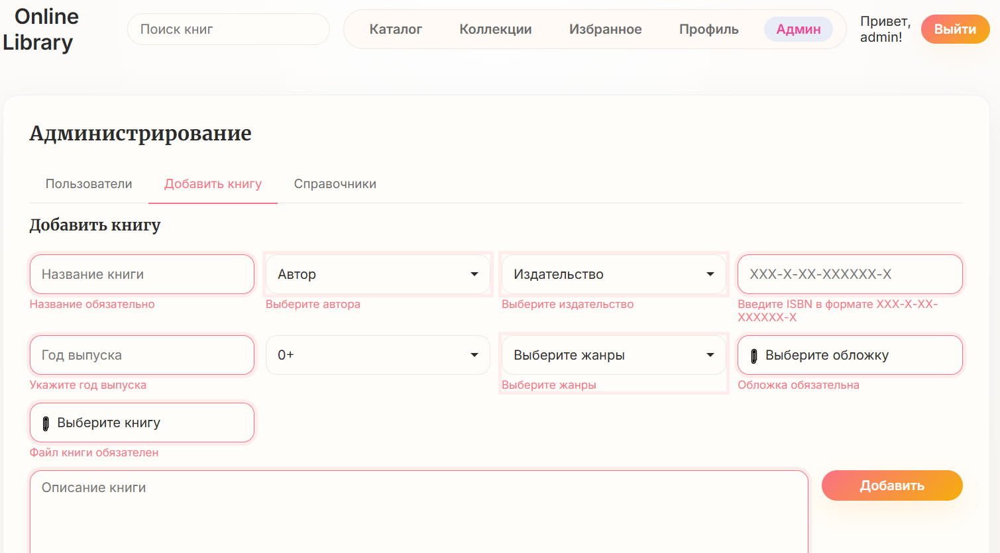 Online
Library
Поиск книг
Каталог
Коллекции
Избранное
Профиль
Админ
Привет,
admin!
Выйти
Администрирование
Пользователи
Добавить книгу
Справочники
Добавить книгу
Название книги
Автор
Издательство
XXX-X-XX-XXXXXX-X
Название обязательно
Выберите автора
Выберите издательство
Введите ISBN в формате XXX-X-XX-
XXXXXX-X
Год выпуска
0+
Выберите жанры
Выберите обложку
Укажите год выпуска
Выберите жанры
Обложка обязательна
Выберите книгу
Файл книги обязателен
Описание книги
Добавить